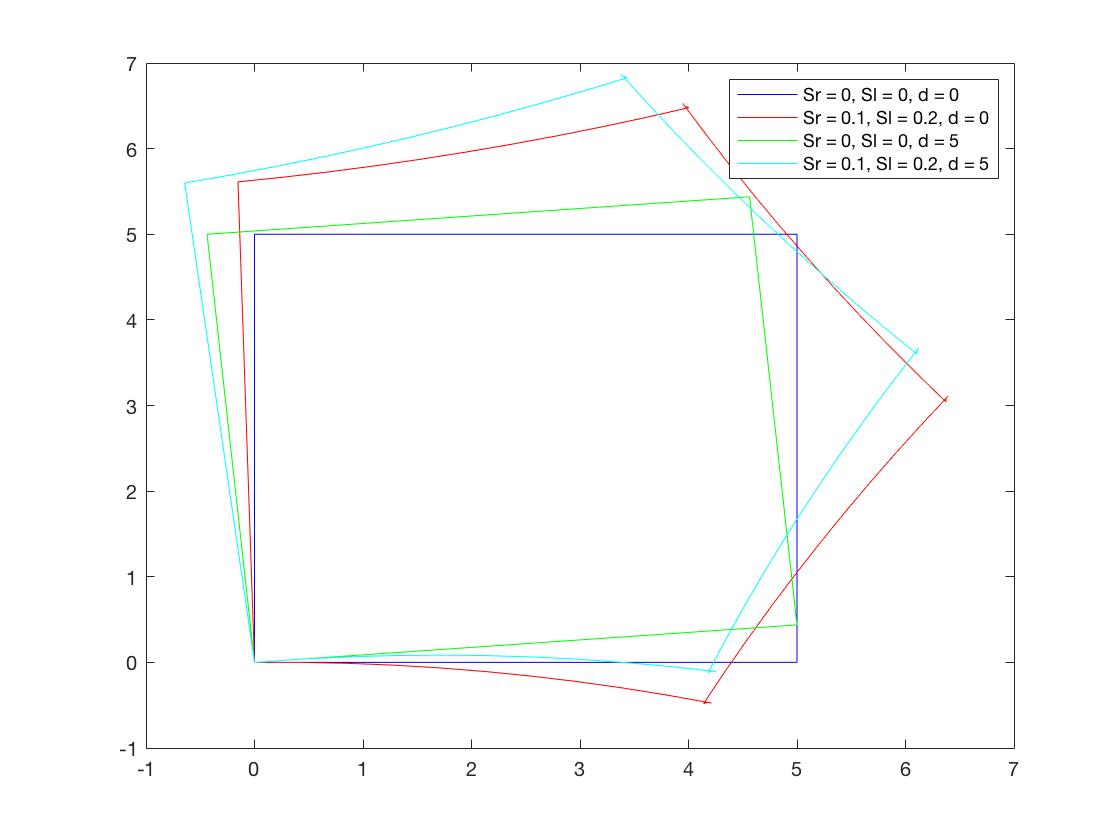 7
6
5
4
3
2
1
0
-1
-1 0 1 2 3 4 5 6 7
Sr = 0, Sl = 0, d = 0
Sr = 0.1, Sl = 0.2, d = 0
Sr = 0, Sl = 0, d = 5
Sr = 0.1, Sl = 0.2, d = 5